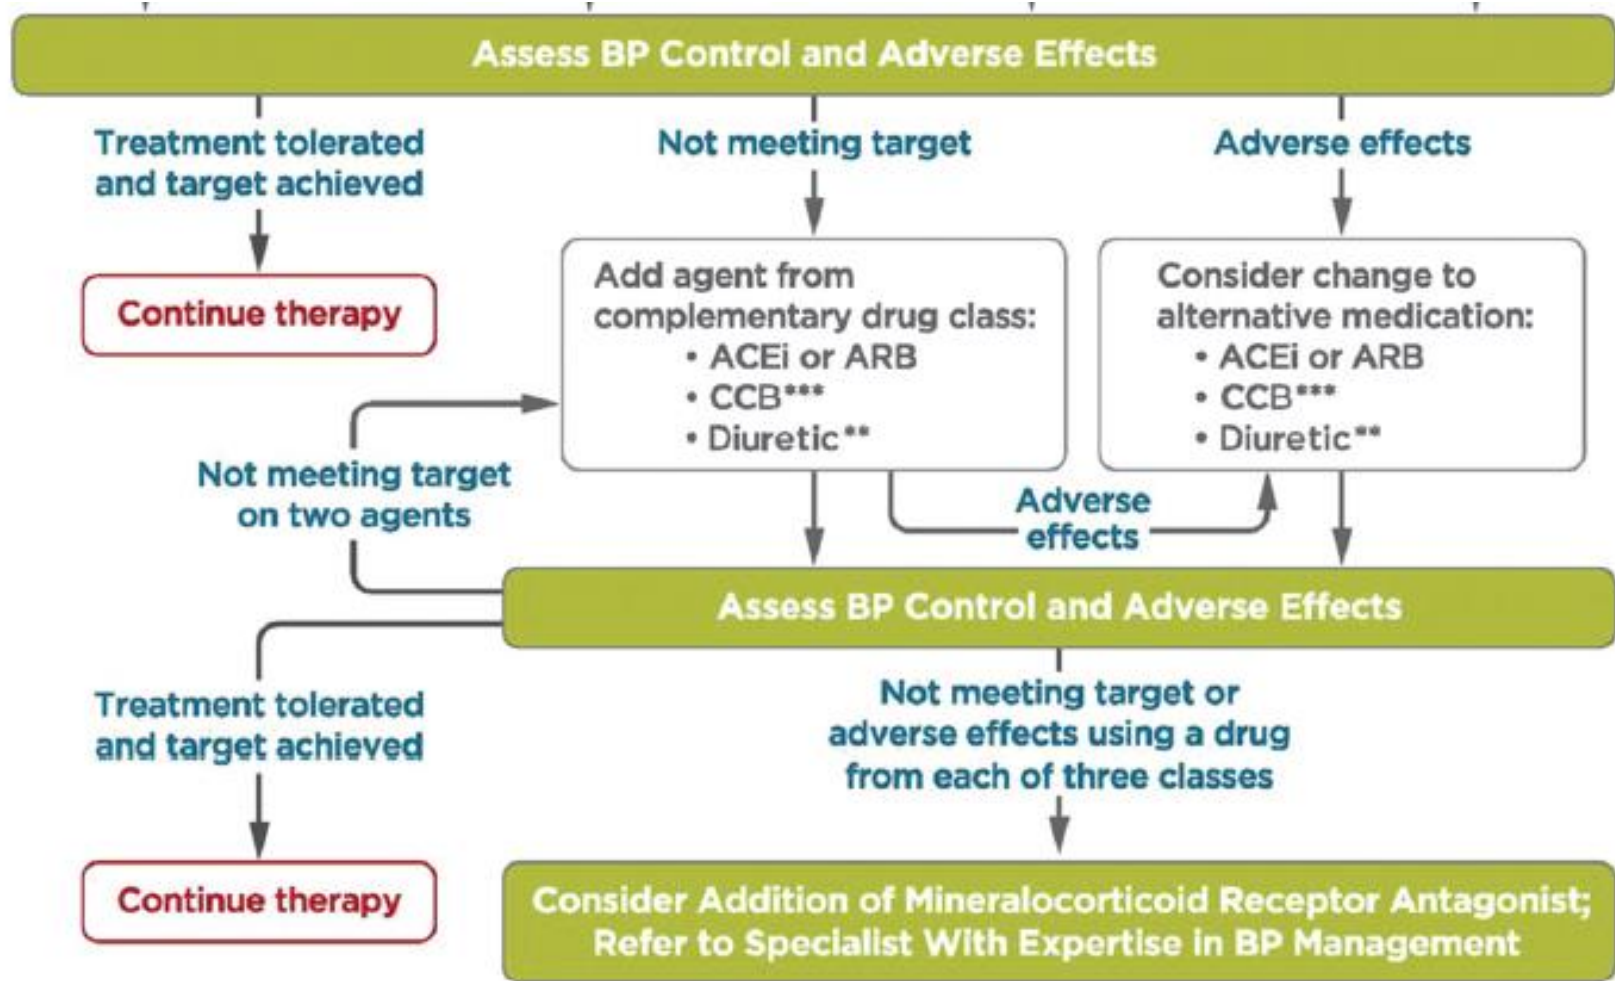 Assess BP Control and Adverse Effects
Treatment tolerated
and target achieved
Not meeting target
Adverse effects
Continue therapy
Add agent from
complementary drug class:
• ACEi or ARB
• CCB***
• Diuretic**
Consider change to
alternative medication:
• ACEi or ARB
• CCB***
• Diuretic**
Not meeting target
on two agents
Adverse
effects
Assess BP Control and Adverse Effects
Treatment tolerated
and target achieved
Not meeting target or
adverse effects using a drug
from each of three classes
Continue therapy
Consider Addition of Mineralocorticoid Receptor Antagonist;
Refer to Specialist With Expertise in BP Management